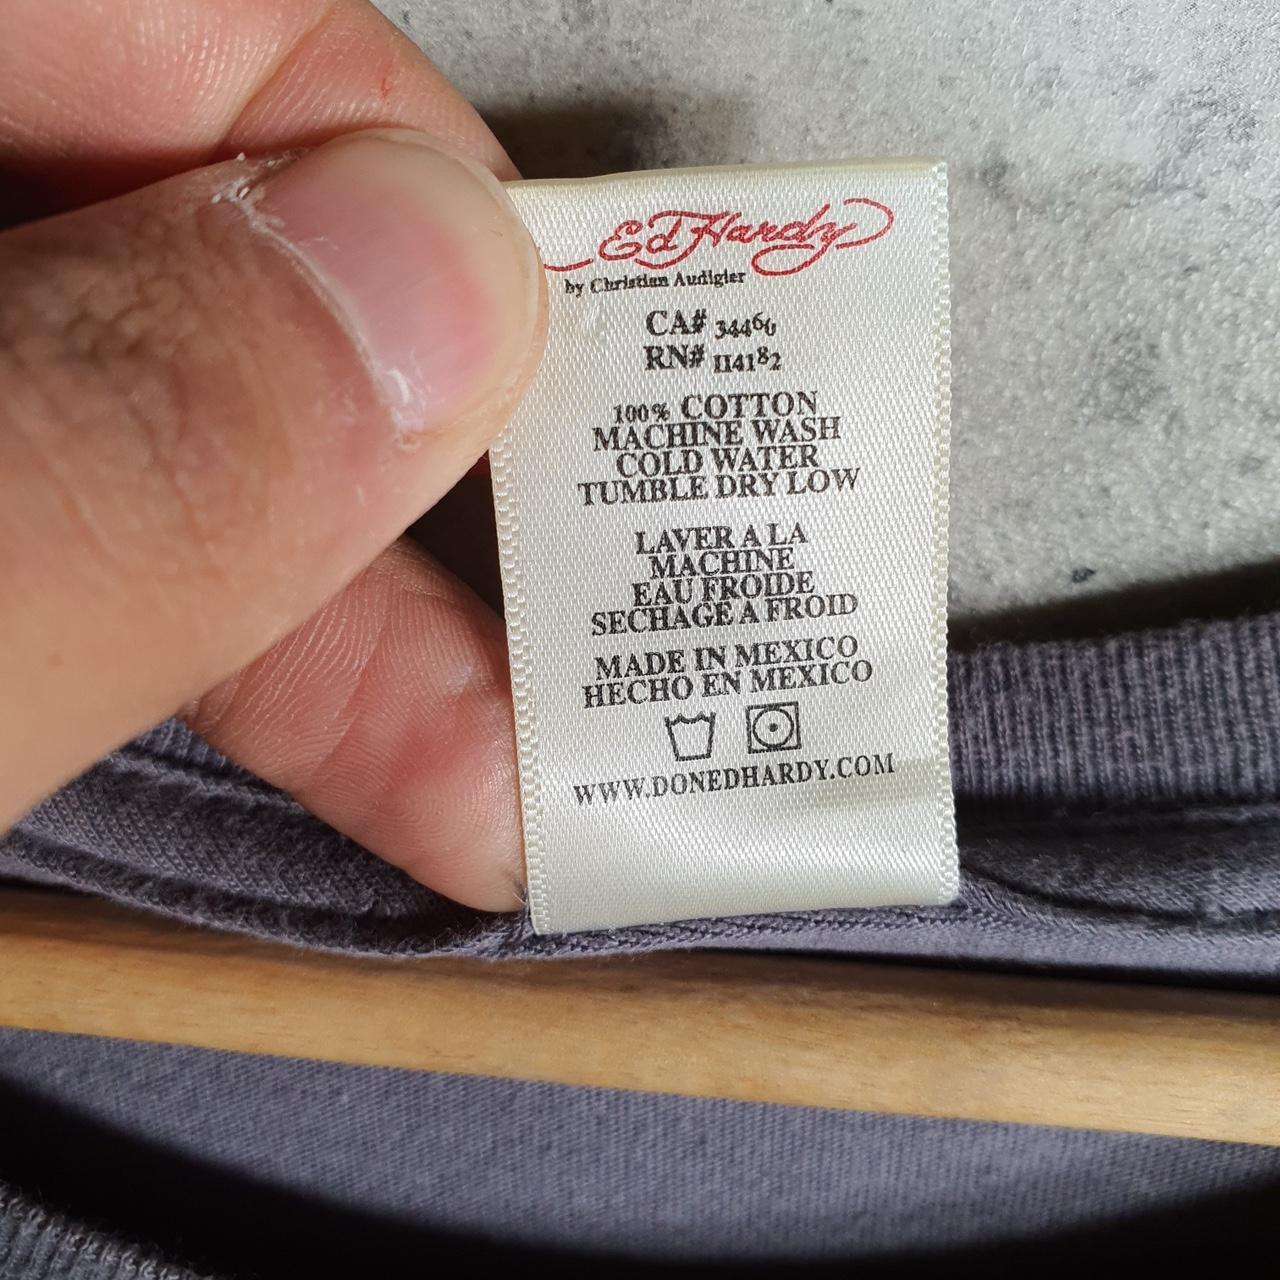 Ed Hardy
by Christian Audigier
CA# 34466
RN# 114182
100% COTTON
MACHINE WASH
COLD WATER
TUMBLE DRY LOW
LAVER A LA
MACHINE
EAU FROIDE
SECHAGE A FROID
MADE IN MEXICO
HECHO EN MEXICO
WWW.DONEDHARDY.COM